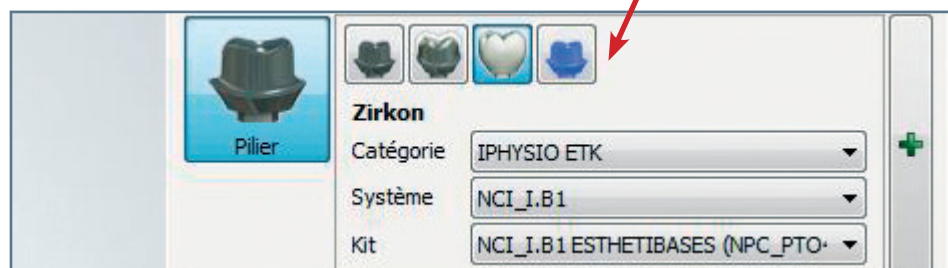 Zirkon
Pilier
Catégorie IPHYSIO ETK
Système NCI_I.B1
Kit NCI_I.B1 ESTHETIBASES (NPC_PTO